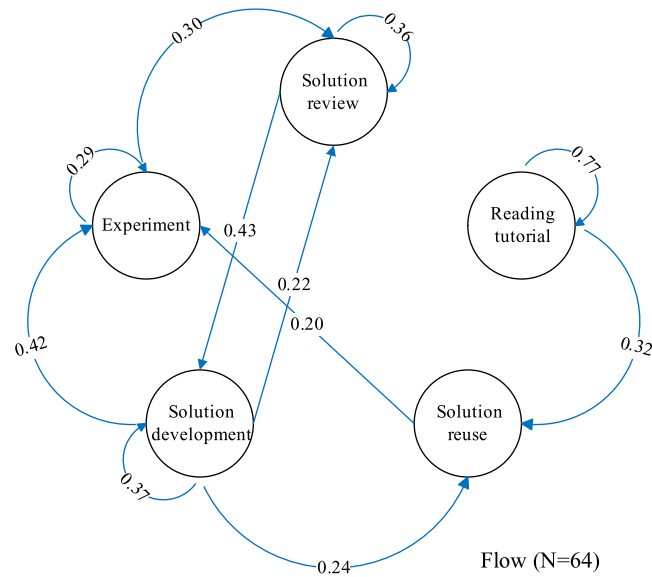 0.30
0.36
Solution
review
0.29
0.77
Experiment
Reading
tutorial
0.43
0.22
0.20
0.42
0.32
Solution
development
Solution
reuse
0.37
0.24
Flow (N=64)